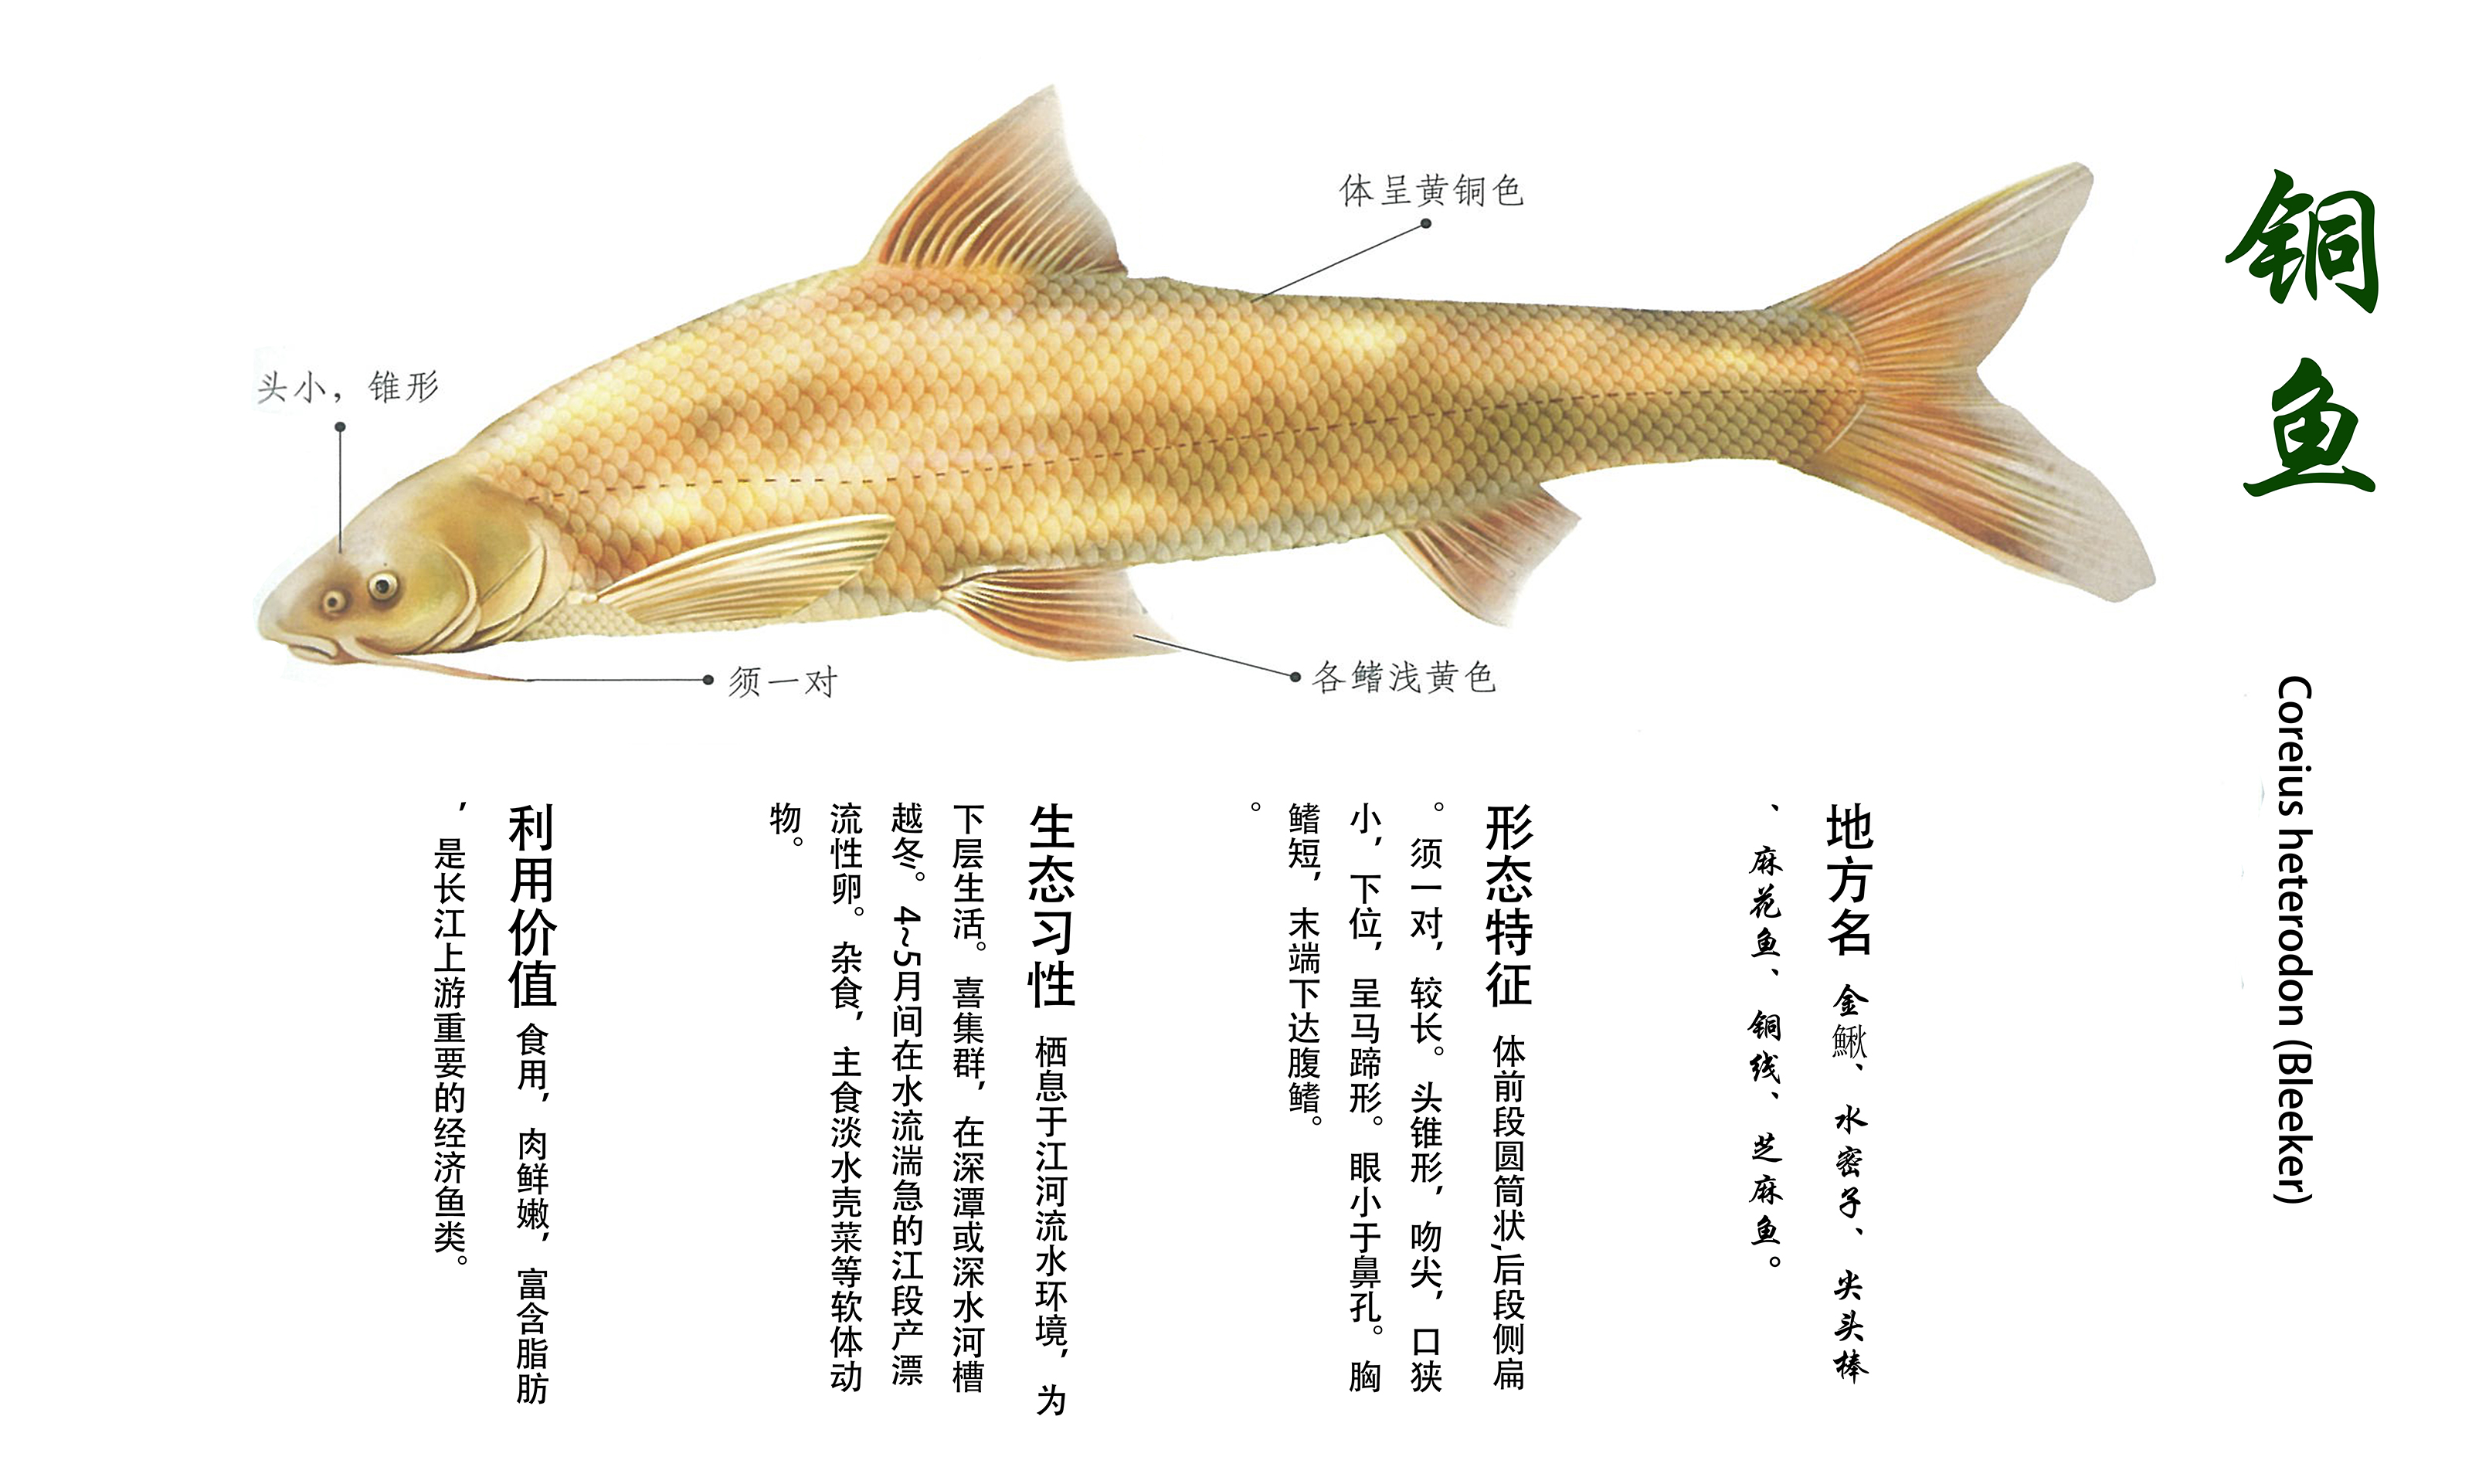 铜鱼
Coreius heterodon (Bleeker)
体呈黄铜色
头小，锥形
须一对
各鳍浅黄色
地方名 金鳅、水密子、尖头棒
、麻花鱼、铜线、芝麻鱼。
形态特征 体前段圆筒状,后段侧扁
。须一对，较长。头锥形，吻尖，口狭
小，下位，呈马蹄形。眼小于鼻孔。胸
鳍短，末端下达腹鳍。
。
生态习性 栖息于江河流水环境，为
下层生活。喜集群，在深潭或深水河槽
越冬。4~5月间在水流湍急的江段产漂
流性卵。杂食，主食淡水壳菜等软体动
物。
利用价值 食用，肉鲜嫩，富含脂肪
，是长江上游重要的经济鱼类。